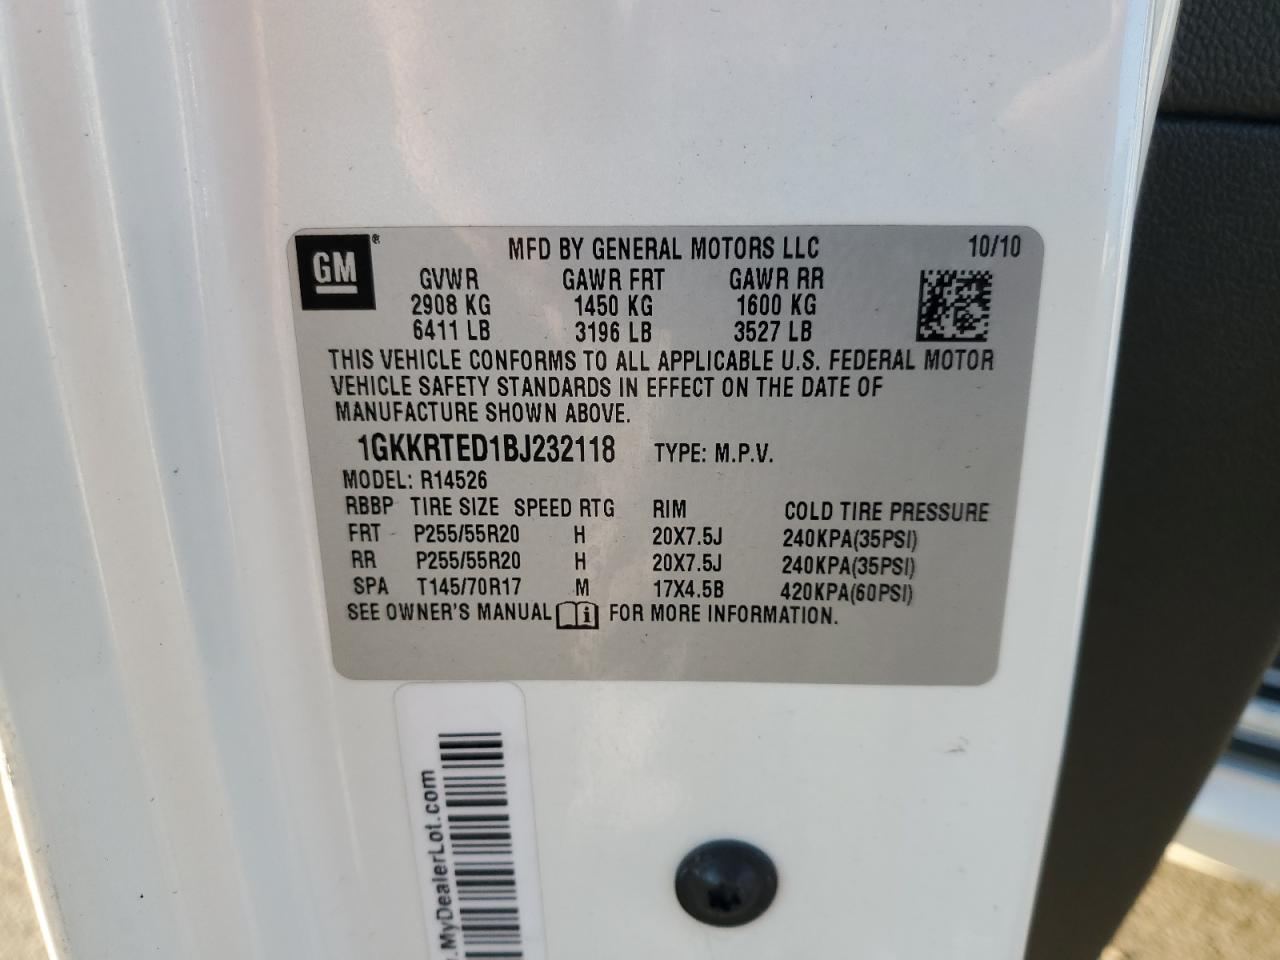 GM®
MFD BY GENERAL MOTORS LLC 10/10
GVWR GAWR FRT GAWR RR
2908 KG 1450 KG 1600 KG
6411 LB 3196 LB 3527 LB
THIS VEHICLE CONFORMS TO ALL APPLICABLE U.S. FEDERAL MOTOR
VEHICLE SAFETY STANDARDS IN EFFECT ON THE DATE OF
MANUFACTURE SHOWN ABOVE.
1GKKRTED1BJ232118 TYPE: M.P.V.
MODEL: R14526
RBBP TIRE SIZE SPEED RTG RIM COLD TIRE PRESSURE
FRT P255/55R20 H 20X7.5J 240KPA(35PSI)
RR P255/55R20 H 20X7.5J 240KPA(35PSI)
SPA T145/70R17 M 17X4.5B 420KPA(60PSI)
SEE OWNER'S MANUAL i FOR MORE INFORMATION.
.MyDealerLot.com